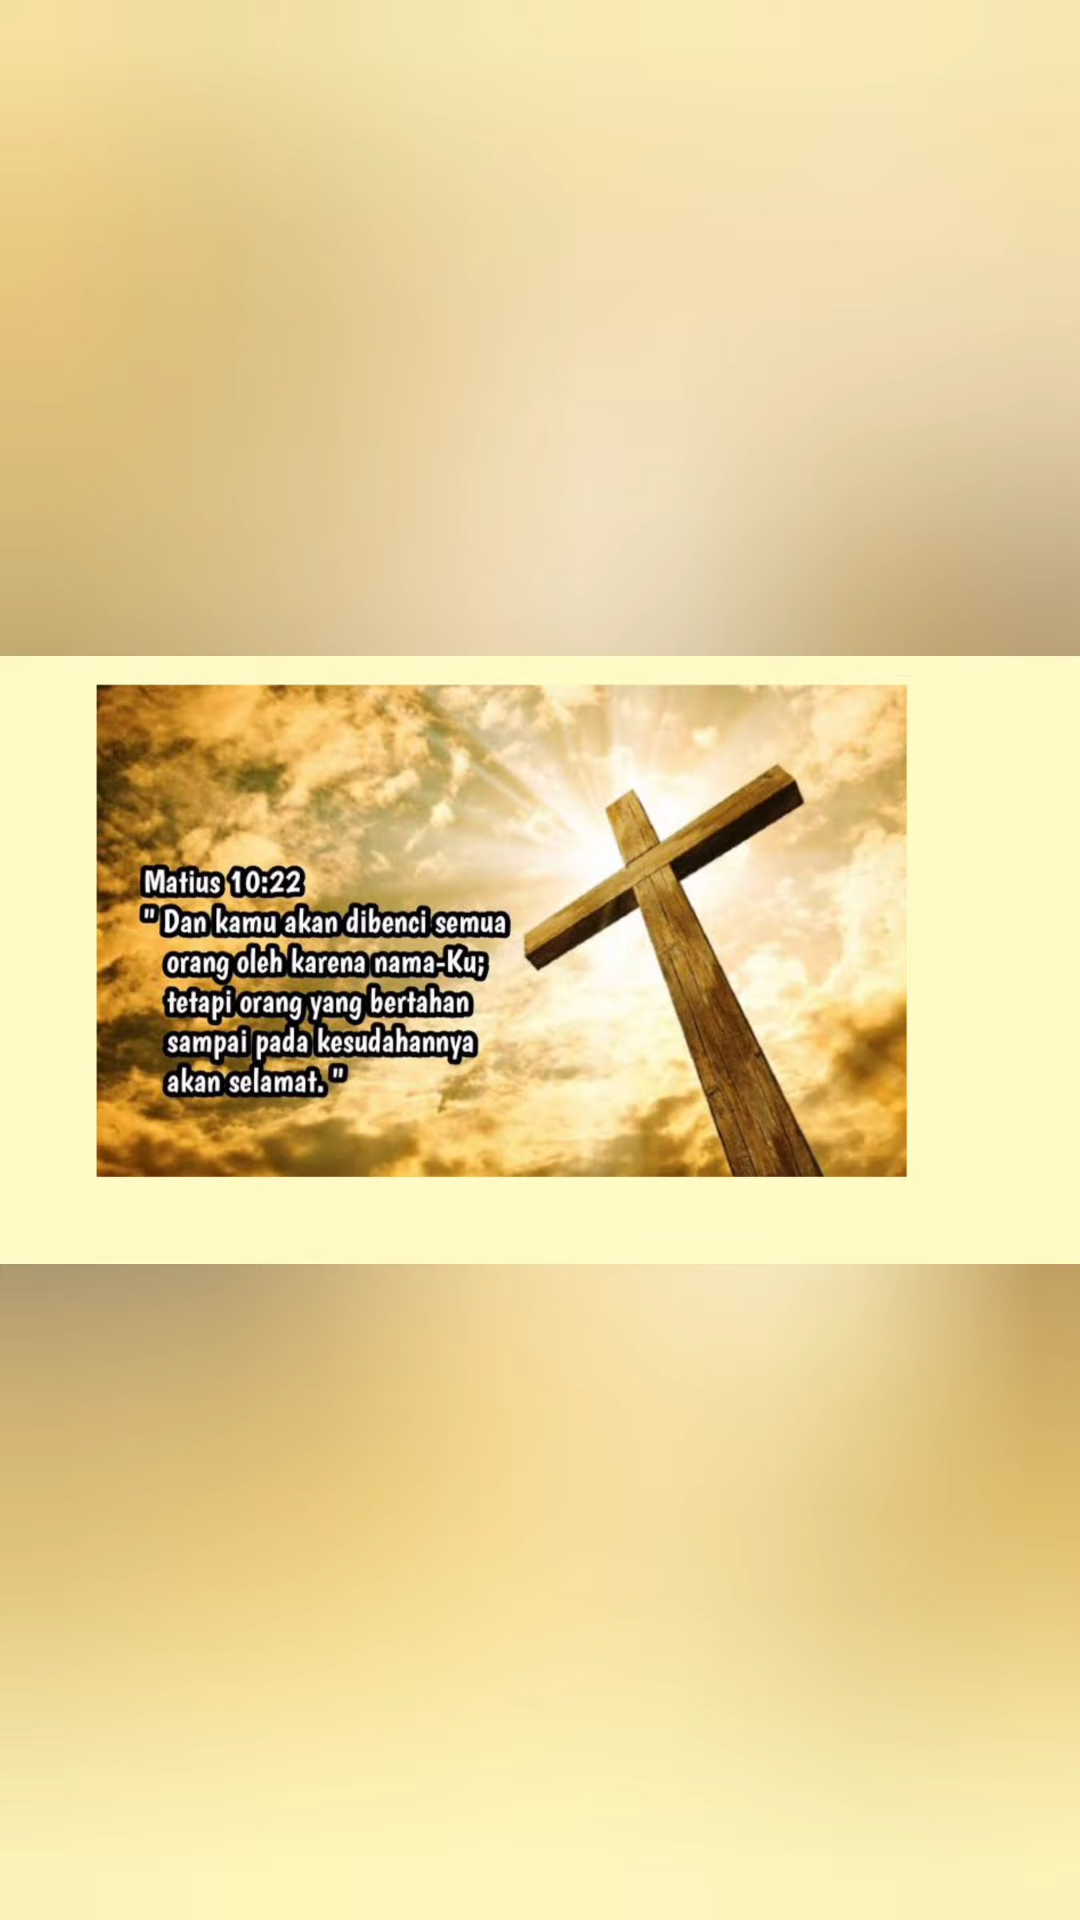 Matius 10:22
" Dan kamu akan dibenci semua
orang oleh karena nama-Ku;
tetapi orang yang bertahan
sampai pada kesudahannya
akan selamat. "